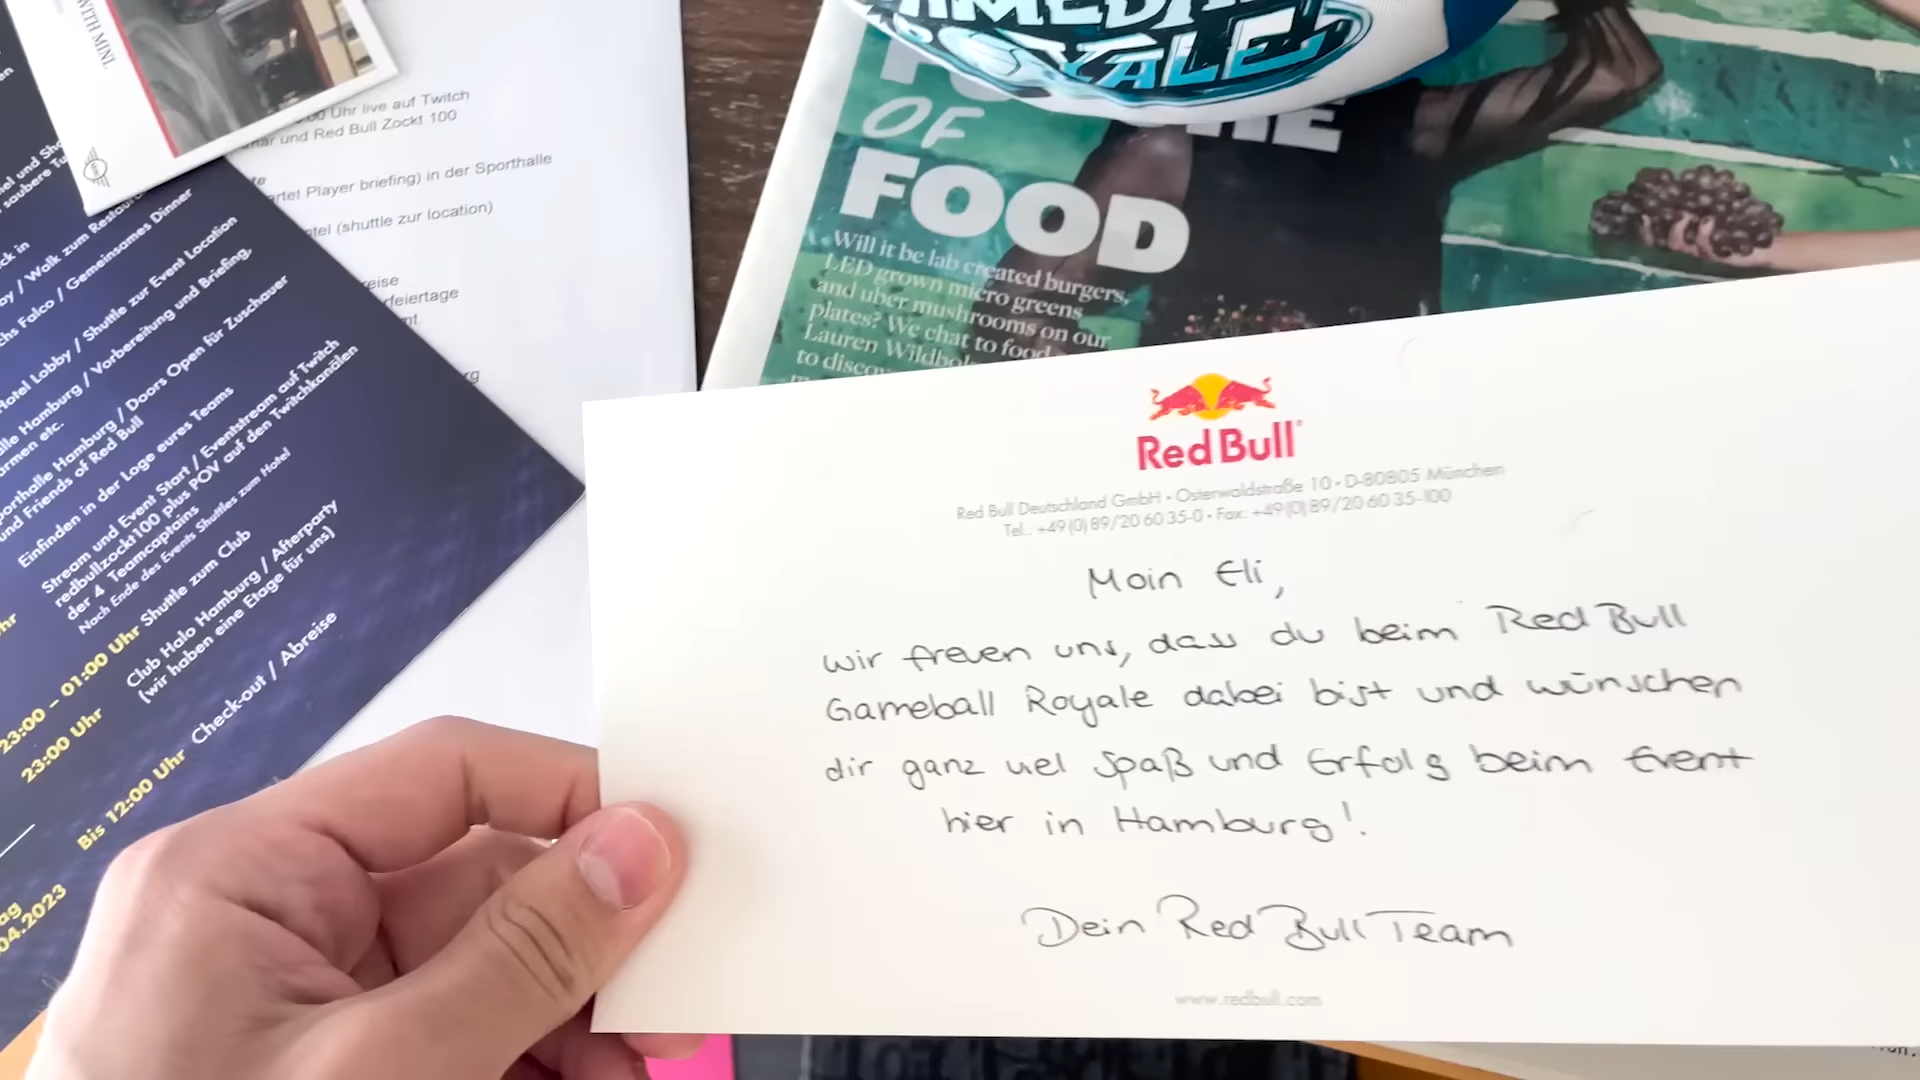 WITH MINI.
Uhr live auf Twitch
und Red Bull Zockt 100
Player briefing) in der Sporthalle
(shuttle zur location)
feiertage
Walk zum
Falco / Gemeinsames Dinner
Hotel Lobby / Shuttle zur Event Location
Hamburg / Vorbereitung und Briefing,
etc.
Hamburg / Doors Open für Zuschauer
und Friends of Red Bull
Einfinden in der Loge eures Teams
Stream und Event Start / Eventstream auf Twitch
redbullzockt100 plus POV auf den Twitchkanälen
der 4 Teamcaptains
Nach Ende des Events Shuttles zum Hotel
23:00 – 01:00 Uhr Shuttle zum Club
23:00 Uhr Club Halo Hamburg / Afterparty
(wir haben eine Etage für uns)
Bis 12:00 Uhr Check-out / Abreise
04.2023
ROYALE
OF
FOOD
Will it be lab created burgers,
LED grown micro greens
and uber mushrooms on our
plates? We chat to food
Lauren
to
Red Bull
Red Bull Deutschland GmbH • Osterwaldstraße 10 • D-80805 München
Tel.: +49 (0) 89/20 60 35-0 • Fax: +49 (0) 89/20 60 35-100
Moin Eli,
wir freuen uns, dass du beim Red Bull
Gameball Royale dabei bist und wünschen
dir ganz viel Spaß und Erfolg beim Event
hier in Hamburg!
Dein Red Bull Team
www.redbull.com